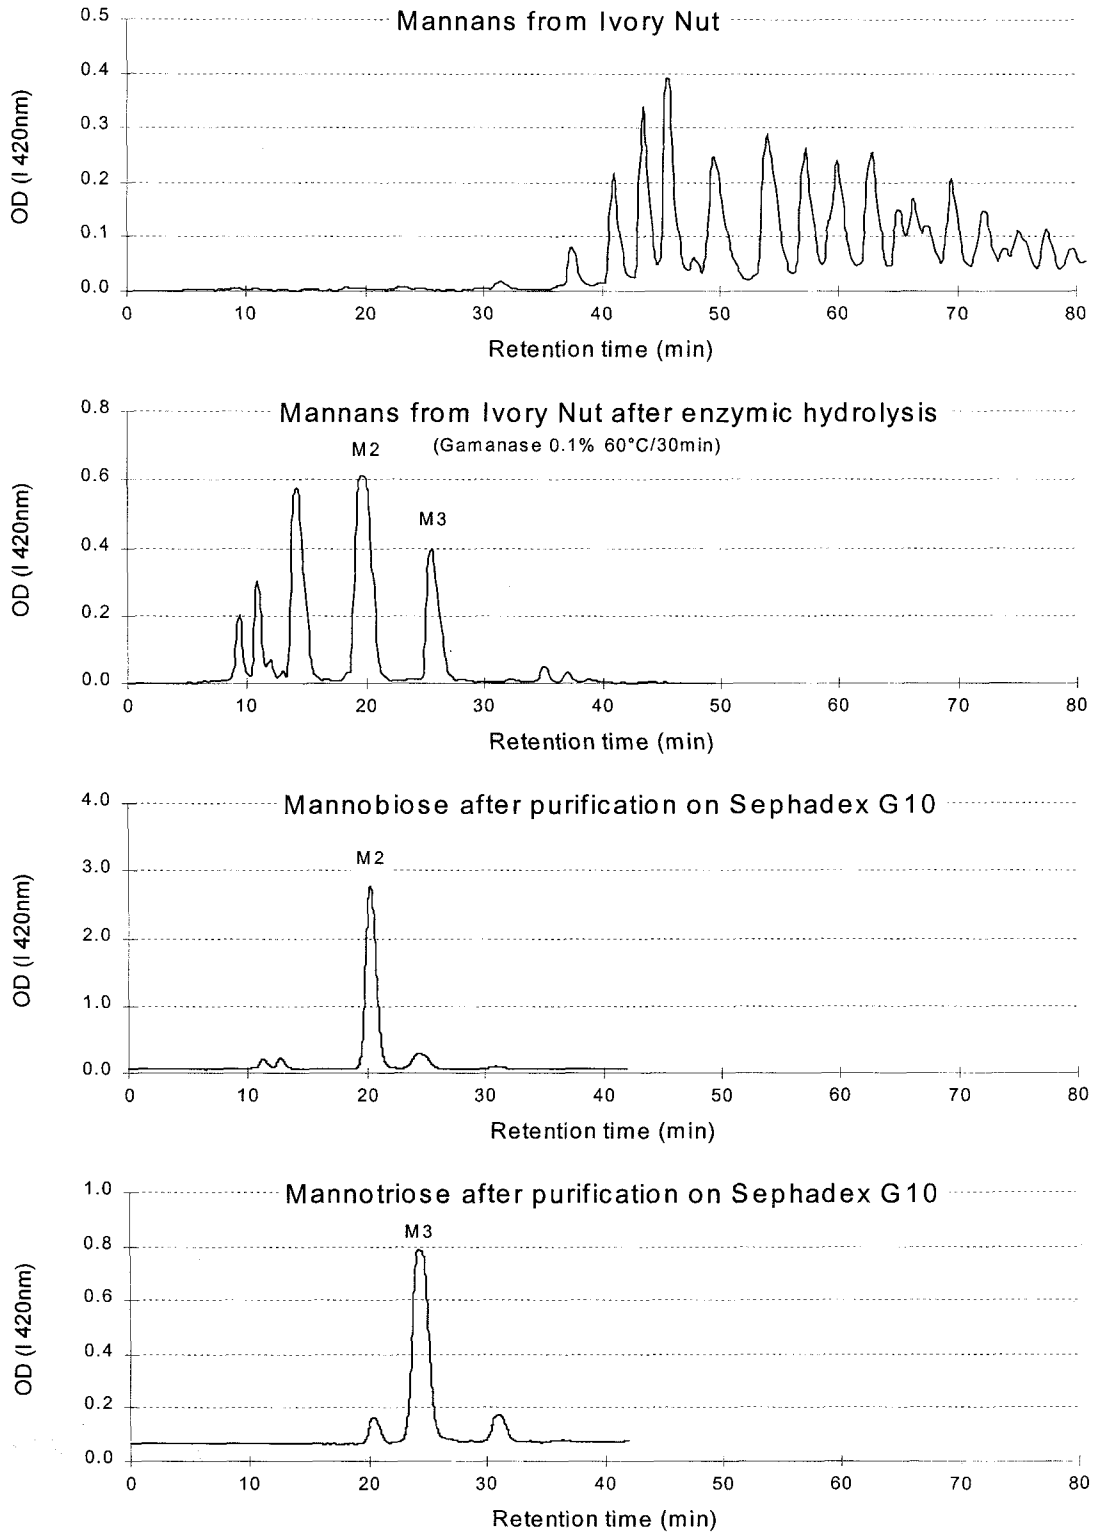 Mannans from Ivory Nut
0.5
0.4
0.3
0.2
0.1
0.0
OD (l 420nm)
0 10 20 30 40 50 60 70 80
Retention time (min)
Mannans from Ivory Nut after enzymic hydrolysis
(Gamanase 0.1% 60°C/30min)
0.8
0.6
0.4
0.2
0.0
M2
M3
OD (l 420nm)
0 10 20 30 40 50 60 70 80
Retention time (min)
Mannobiose after purification on Sephadex G10
4.0
3.0
2.0
1.0
0.0
M2
OD (l 420nm)
0 10 20 30 40 50 60 70 80
Retention time (min)
Mannotriose after purification on Sephadex G10
1.0
0.8
0.6
0.4
0.2
0.0
M3
OD (l 420nm)
0 10 20 30 40 50 60 70 80
Retention time (min)